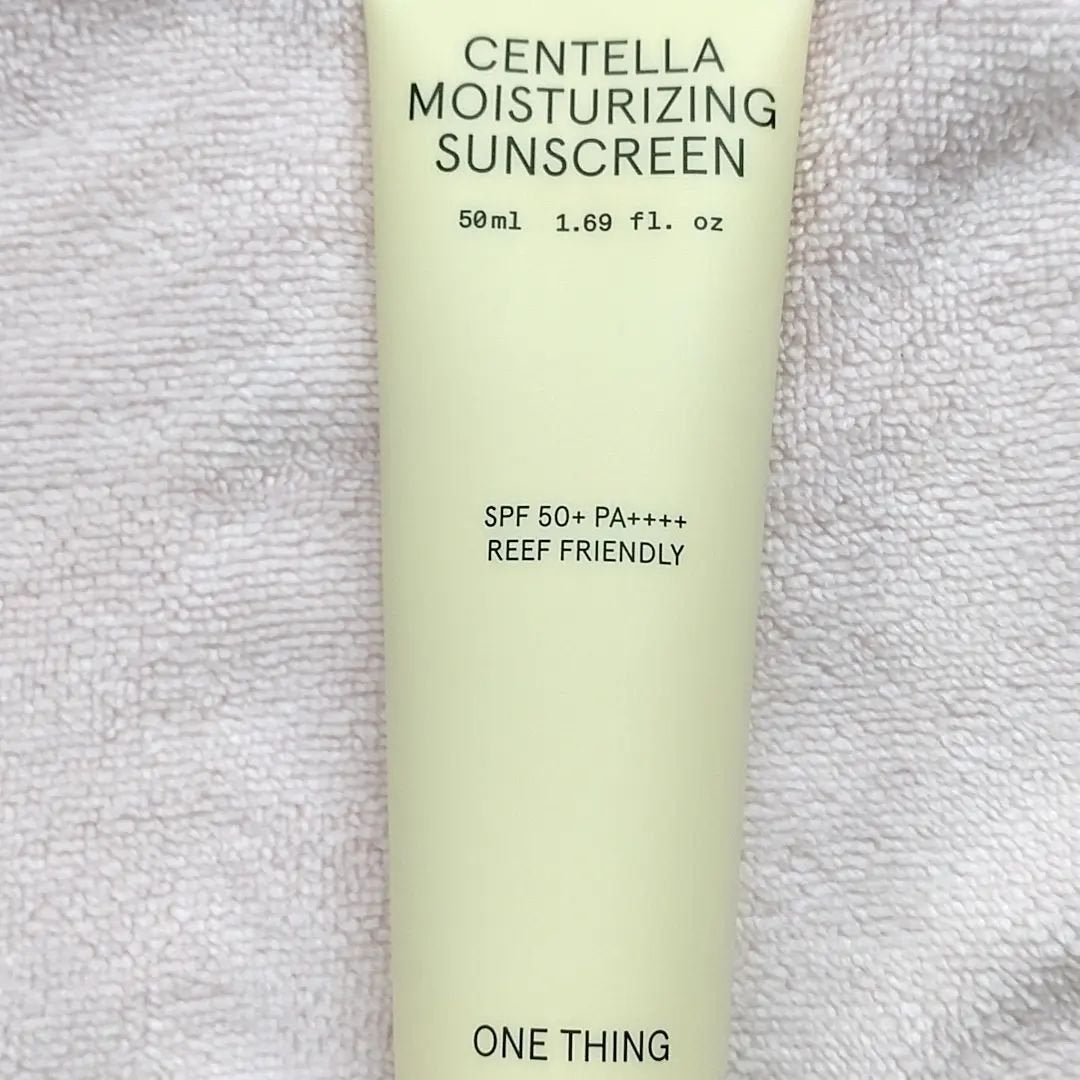 CENTELLA
MOISTURIZING
SUNSCREEN
50ml 1.69 fl. oz
SPF 50+ PA++++
REEF FRIENDLY
ONE THING